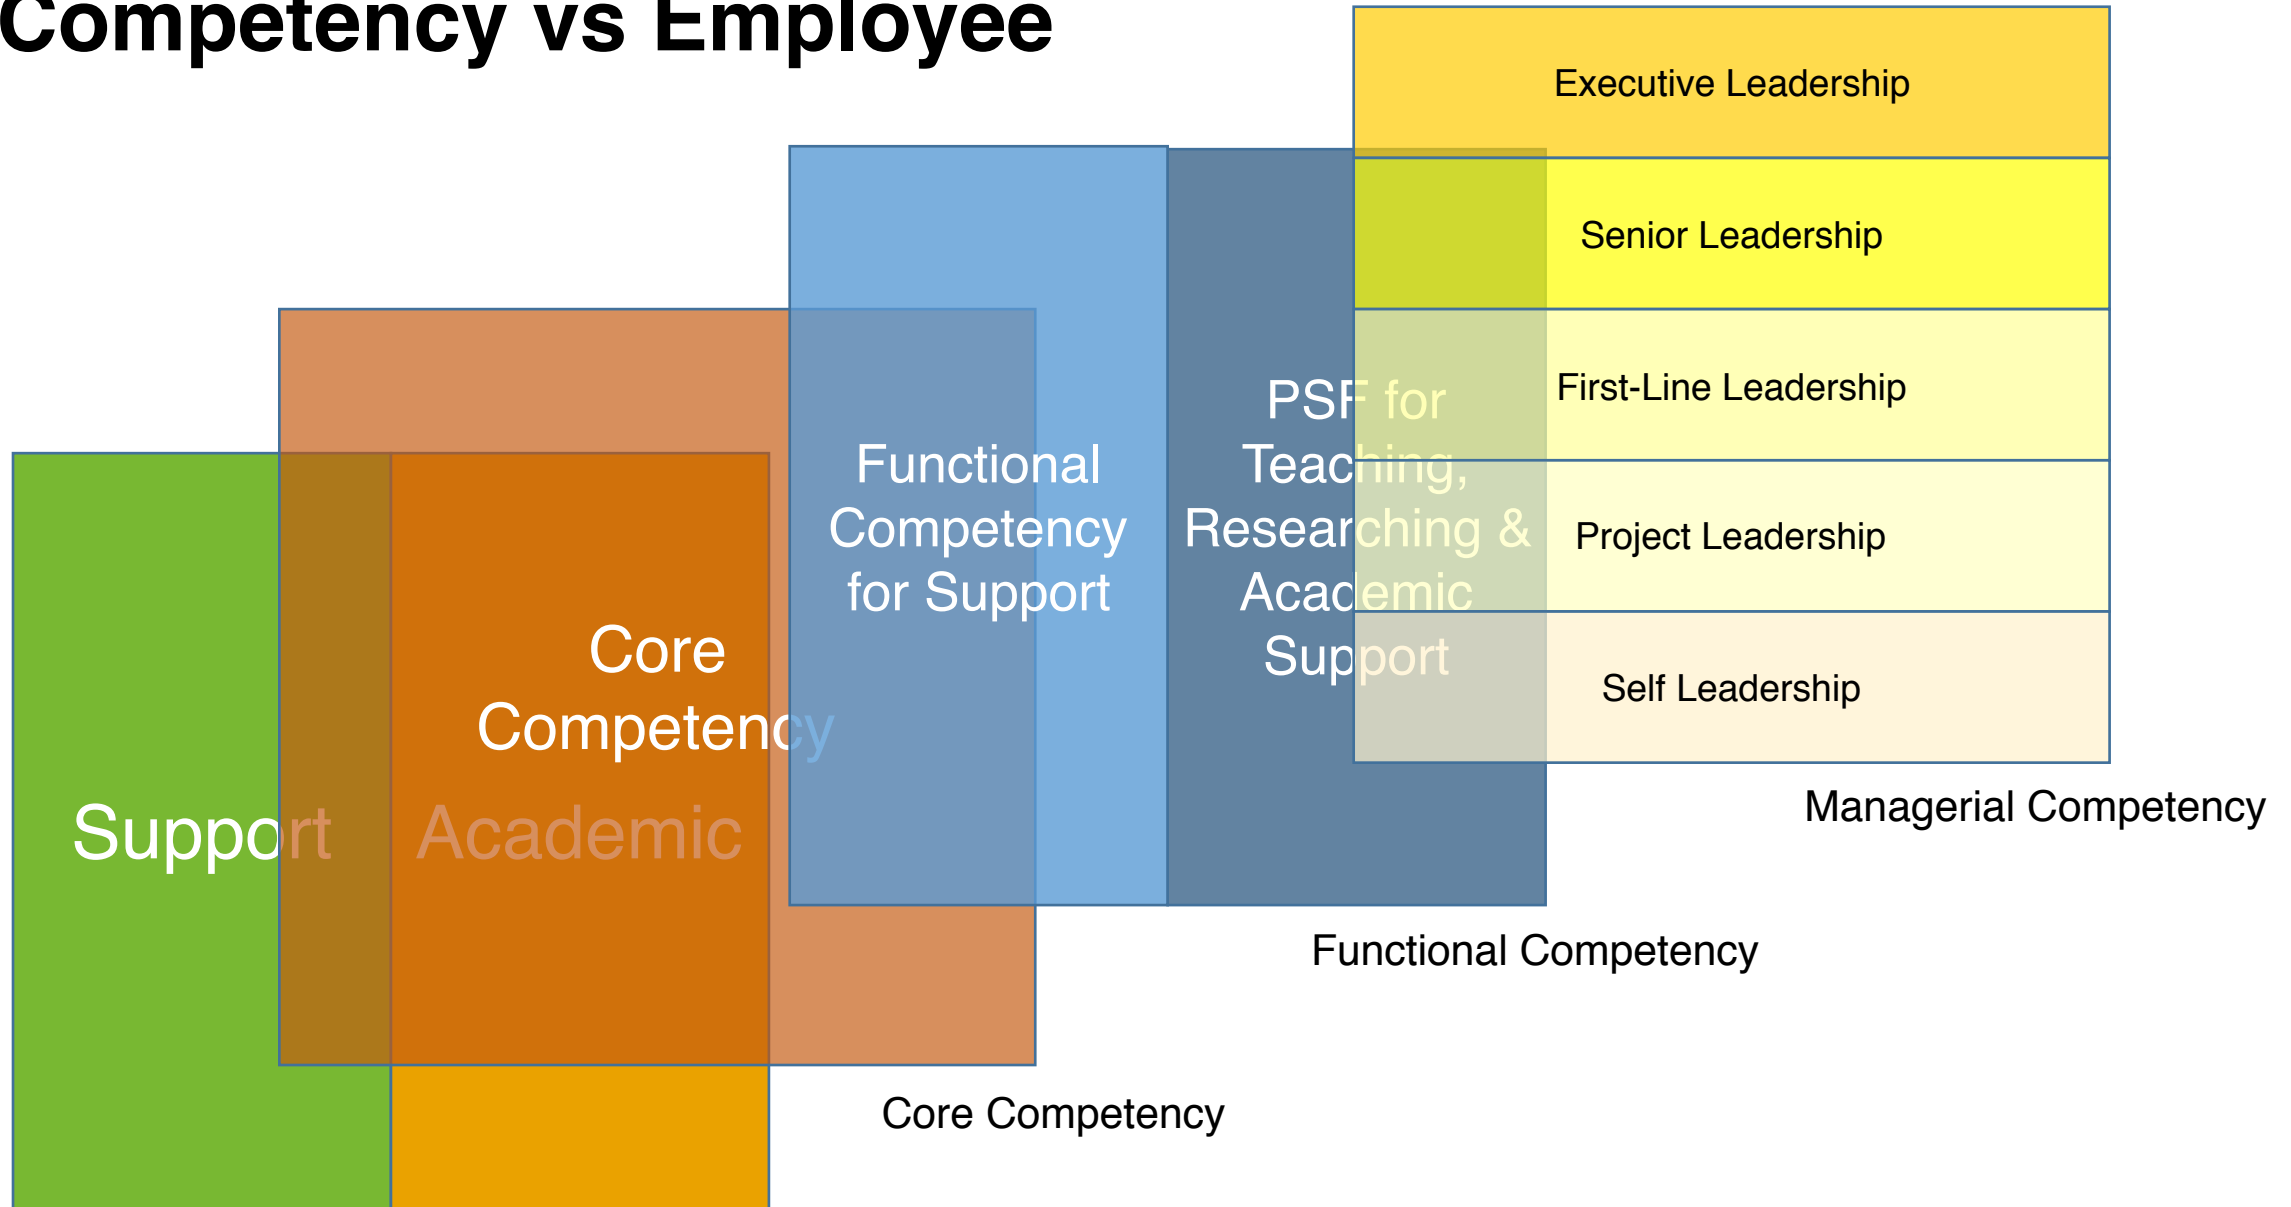 Competency vs Employee
Executive Leadership
Senior Leadership
First-Line Leadership
Project Leadership
Self Leadership
Managerial Competency
PSF for
Teaching,
Researching &
Academic
Support
Functional
Competency
for Support
Functional Competency
Core
Competency
Core Competency
Support
Academic